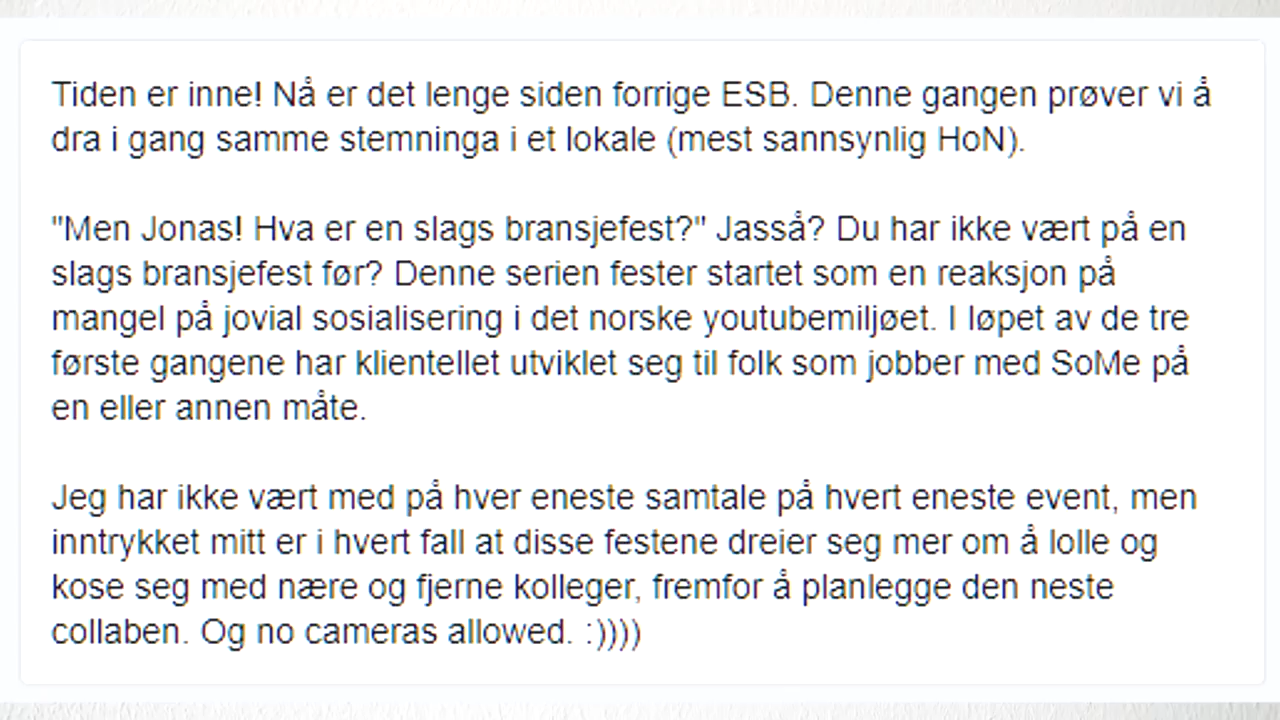 Tiden er inne! Nå er det lenge siden forrige ESB. Denne gangen prøver vi å
dra i gang samme stemninga i et lokale (mest sannsynlig HoN).
"Men Jonas! Hva er en slags bransjefest?" Jasså? Du har ikke vært på en
slags bransjefest før? Denne serien fester startet som en reaksjon på
mangel på jovial sosialisering i det norske youtubemiljøet. I løpet av de tre
første gangene har klientellet utviklet seg til folk som jobber med SoMe på
en eller annen måte.
Jeg har ikke vært med på hver eneste samtale på hvert eneste event, men
inntrykket mitt er i hvert fall at disse festene dreier seg mer om å lolle og
kose seg med nære og fjerne kolleger, fremfor å planlegge den neste
collaben. Og no cameras allowed. :))))